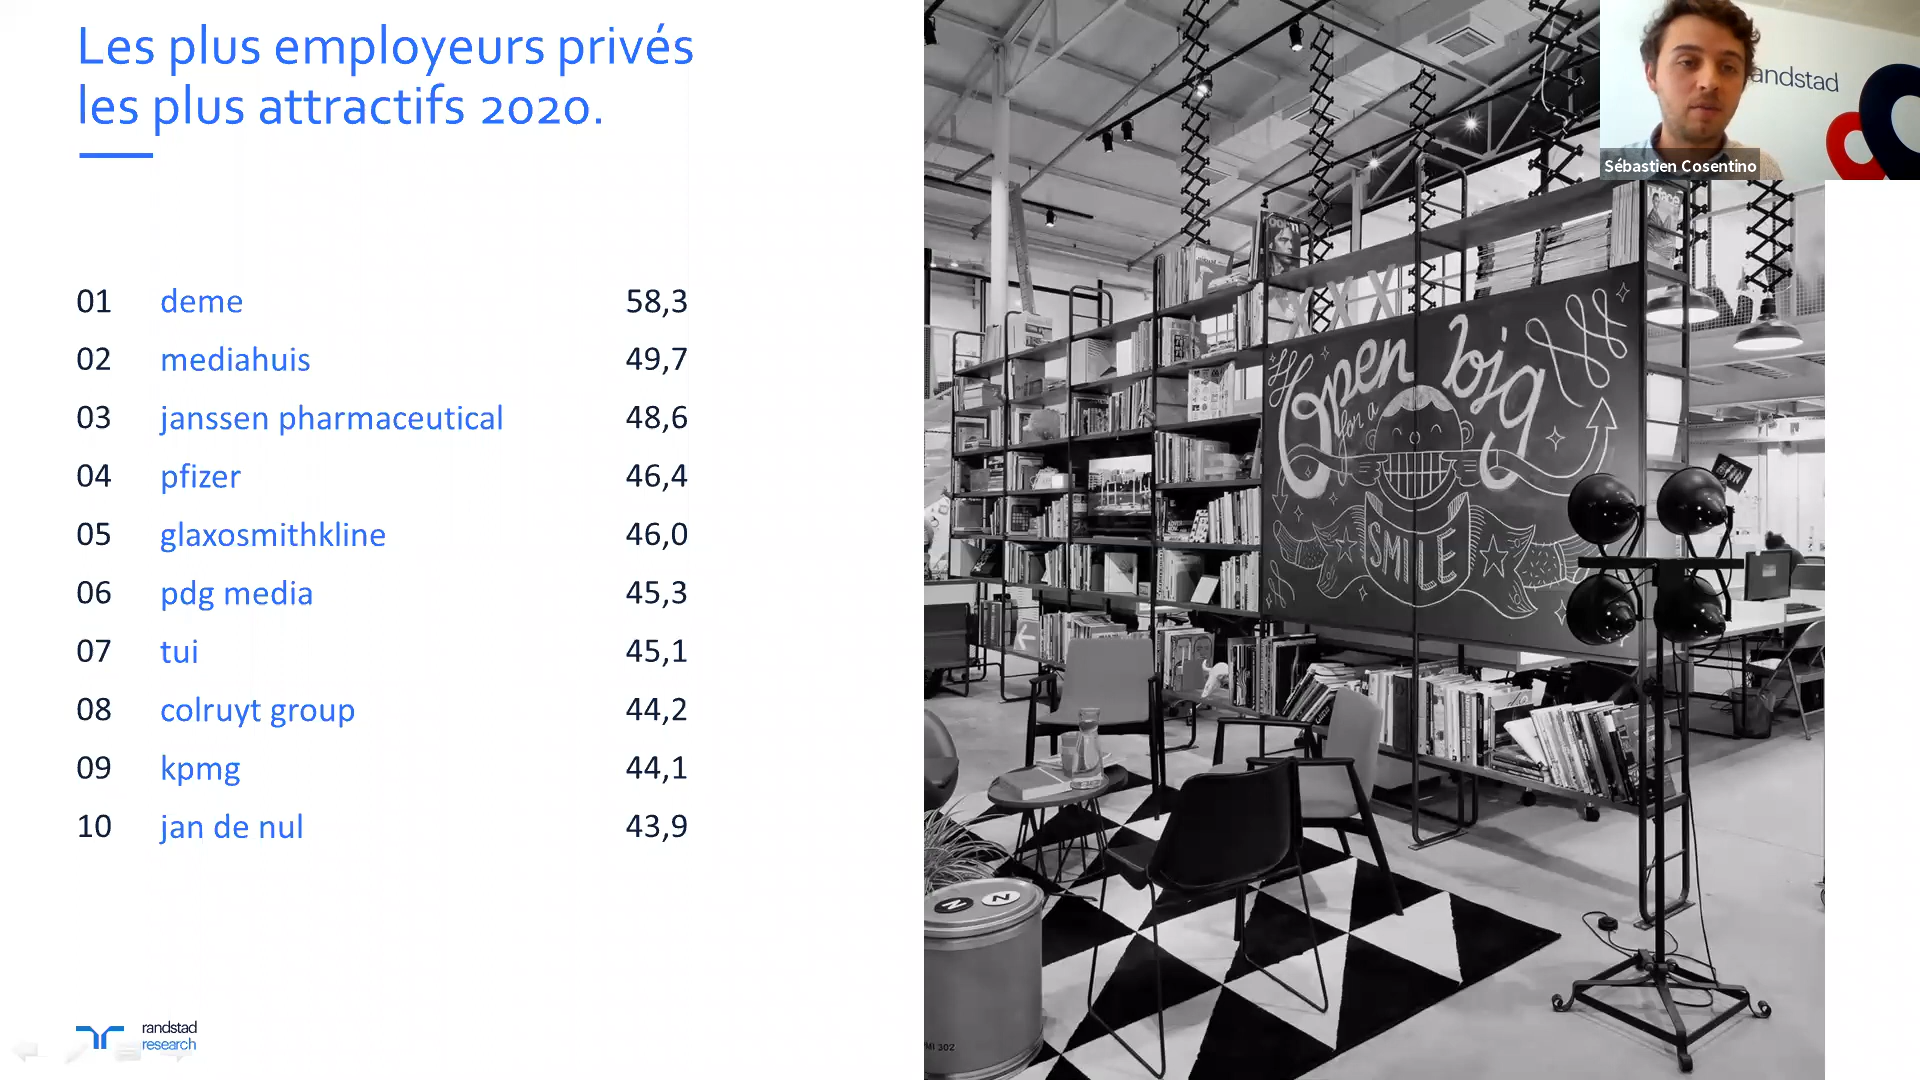 Les plus employeurs privés
les plus attractifs 2020.
01 deme 58,3
02 mediahuis 49,7
03 janssen pharmaceutical 48,6
04 pfizer 46,4
05 glaxosmithkline 46,0
06 pdg media 45,3
07 tui 45,1
08 colruyt group 44,2
09 kpmg 44,1
10 jan de nul 43,9
randstad
research
andstad
Sébastien Cosentino
XXX
Open big
for a
SMILE